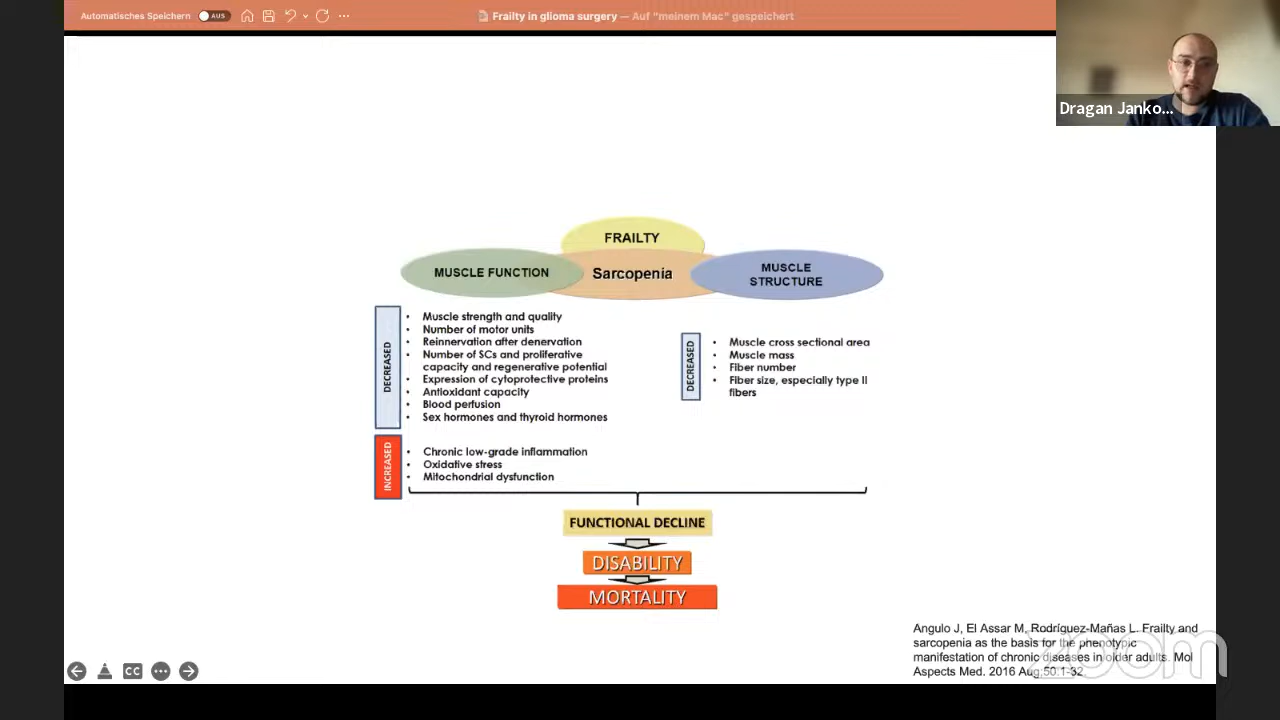 Automatisches Speichern AUS
Frailty in glioma surgery — Auf "meinem Mac" gespeichert
Dragan Janko...
FRAILTY
MUSCLE FUNCTION
Sarcopenia
MUSCLE
STRUCTURE
DECREASED
• Muscle strength and quality
• Number of motor units
• Reinnervation after denervation
• Number of SCs and proliferative
capacity and regenerative potential
• Expression of cytoprotective proteins
• Antioxidant capacity
• Blood perfusion
• Sex hormones and thyroid hormones
DECREASED
• Muscle cross sectional area
• Muscle mass
• Fiber number
• Fiber size, especially type II
fibers
INCREASED
• Chronic low-grade inflammation
• Oxidative stress
• Mitochondrial dysfunction
FUNCTIONAL DECLINE
DISABILITY
MORTALITY
Angulo J, El Assar M, Rodríguez-Mañas L. Frailty and
sarcopenia as the basis for the phenotypic
manifestation of chronic diseases in older adults. Mol
Aspects Med. 2016 Aug;50:1-32.
zoom
CC